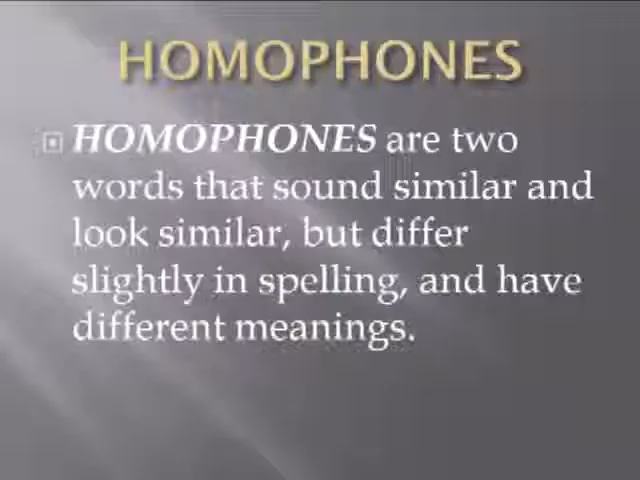 HOMOPHONES
HOMOPHONES are two
words that sound similar and
look similar, but differ
slightly in spelling, and have
different meanings.